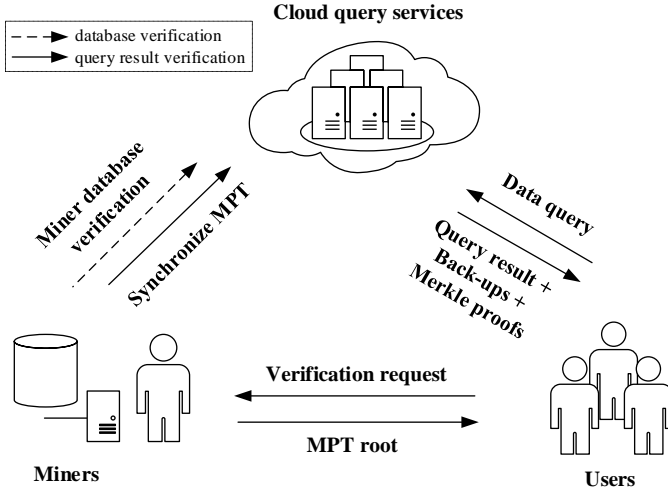 Cloud query services
database verification
query result verification
Miner database
verification
Synchronize MPT
Data query
Query result +
Back-ups +
Merkle proofs
Verification request
MPT root
Miners
Users